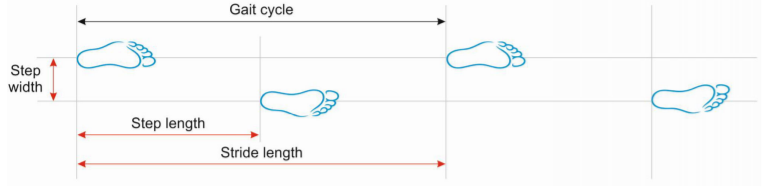 Gait cycle
Step
width
Step length
Stride length